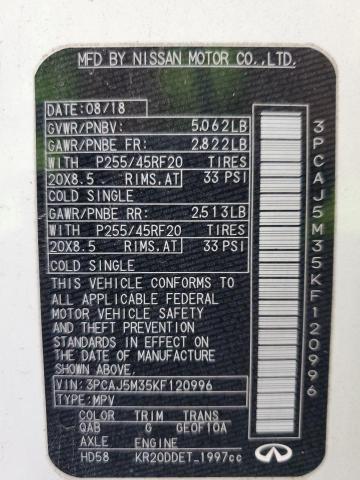 MFD BY NISSAN MOTOR CO.,LTD.
DATE:08/18
GVWR/PNBV: 5,062LB
GAWR/PNBE FR: 2,822LB
WITH P255/45RF20 TIRES
20X8.5 RIMS,AT 33 PSI
COLD SINGLE
GAWR/PNBE RR: 2,513LB
WITH P255/45RF20 TIRES
20X8.5 RIMS,AT 33 PSI
COLD SINGLE
THIS VEHICLE CONFORMS TO
ALL APPLICABLE FEDERAL
MOTOR VEHICLE SAFETY
AND THEFT PREVENTION
STANDARDS IN EFFECT ON
THE DATE OF MANUFACTURE
SHOWN ABOVE.
VIN:3PCAJ5M35KF120996
TYPE:MPV
COLOR TRIM TRANS
QAB G GE0F10A
AXLE ENGINE
HD58 KR20DDET_1997cc
3PCAJ5M35KF120996